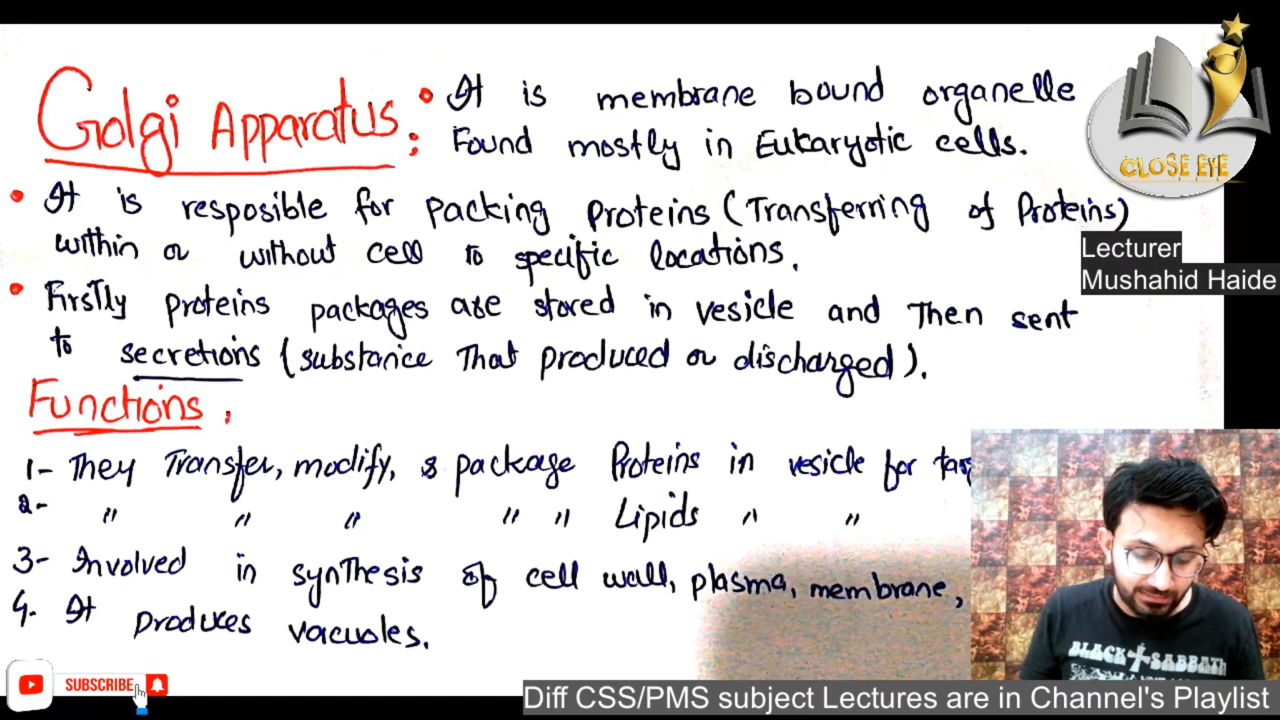 Golgi Apparatus :
• It is membrane bound organelle
Found mostly in Eukaryotic cells.
• It is resposible for packing proteins (Transferring of Proteins)
within or without cell to specific locations.
• Firstly proteins packages are stored in vesicle and Then sent
to secretions (substance That produced or discharged).
Functions :
1- They Transfer, modify, & package Proteins in vesicle for
2- " " " " " Lipids " "
3- Involved in synthesis of cell wall, plasma, membrane,
4. It produces vacuoles.
CLOSE EYE
Lecturer
Mushahid Haide
BLACK SABBATH
SUBSCRIBE
Diff CSS/PMS subject Lectures are in Channel's Playlist